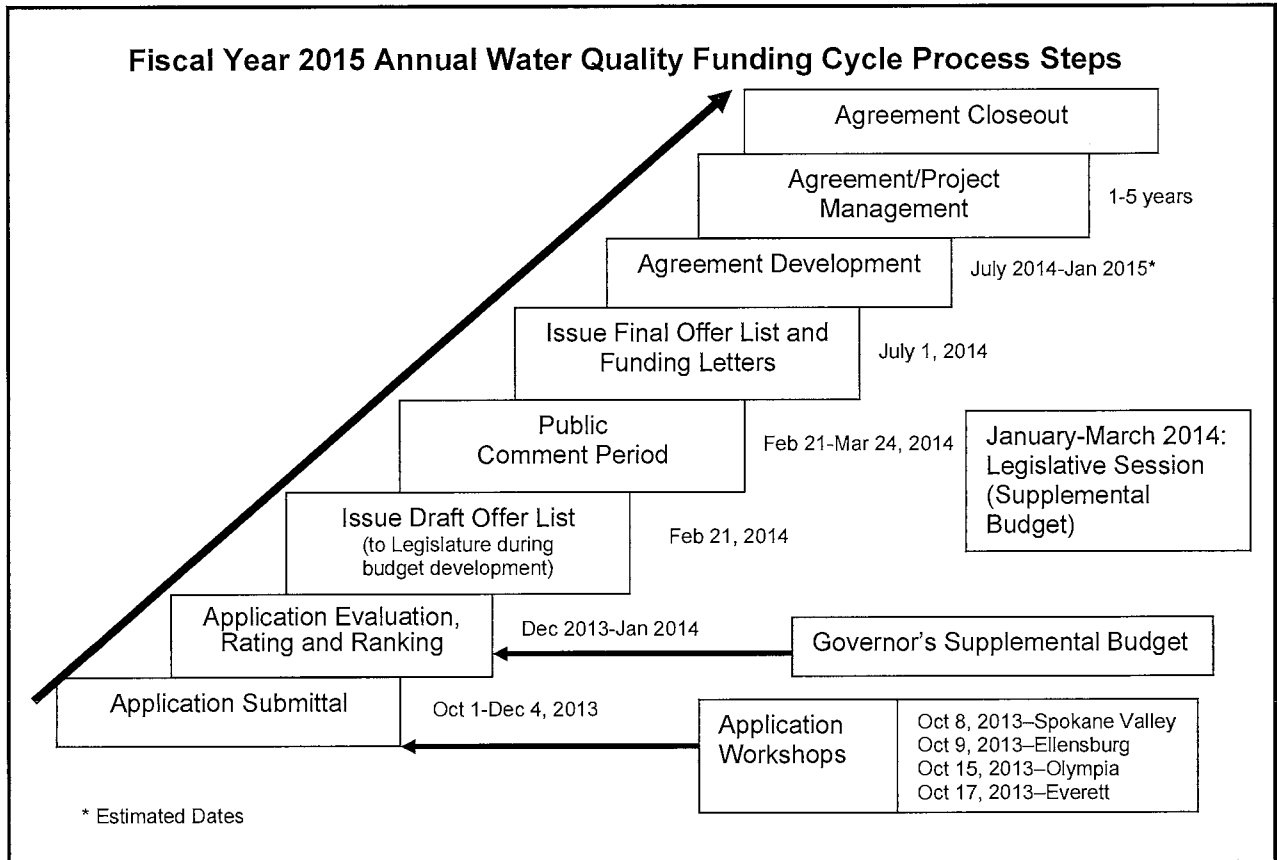 Fiscal Year 2015 Annual Water Quality Funding Cycle Process Steps
Agreement Closeout
Agreement/Project
Management
1-5 years
Agreement Development
July 2014-Jan 2015*
Issue Final Offer List and
Funding Letters
July 1, 2014
Public
Comment Period
Feb 21-Mar 24, 2014
January-March 2014:
Legislative Session
(Supplemental
Budget)
Issue Draft Offer List
(to Legislature during
budget development)
Feb 21, 2014
Application Evaluation,
Rating and Ranking
Dec 2013-Jan 2014
Governor's Supplemental Budget
Application Submittal
Oct 1-Dec 4, 2013
Application
Workshops
Oct 8, 2013–Spokane Valley
Oct 9, 2013–Ellensburg
Oct 15, 2013–Olympia
Oct 17, 2013–Everett
* Estimated Dates